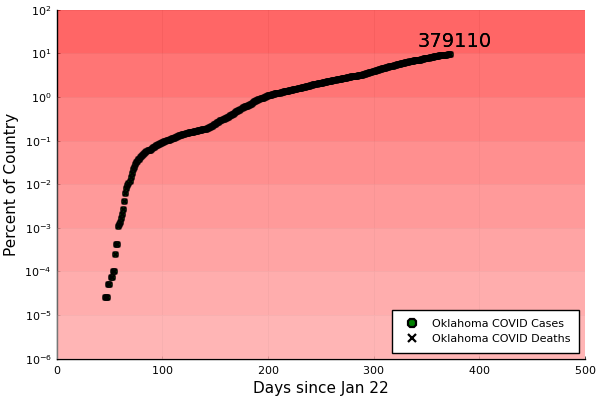 10²
10¹
10⁰
10⁻¹
10⁻²
10⁻³
10⁻⁴
10⁻⁵
10⁻⁶
Percent of Country
379110
Oklahoma COVID Cases
Oklahoma COVID Deaths
0 100 200 300 400 500
Days since Jan 22